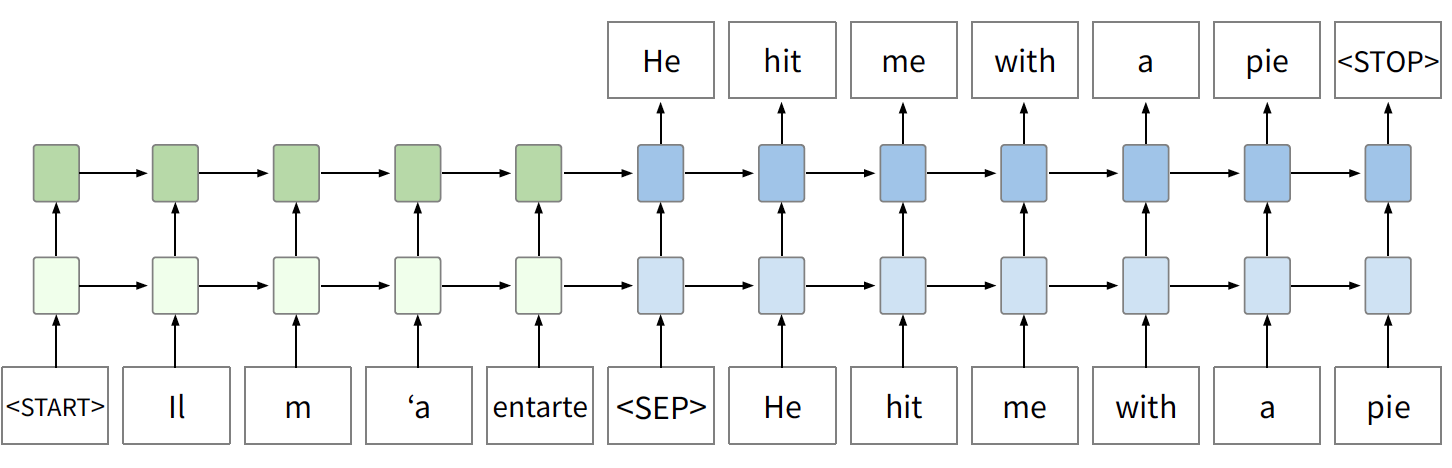 He hit me with a pie <STOP>
<START> Il m ‘a entarte <SEP> He hit me with a pie